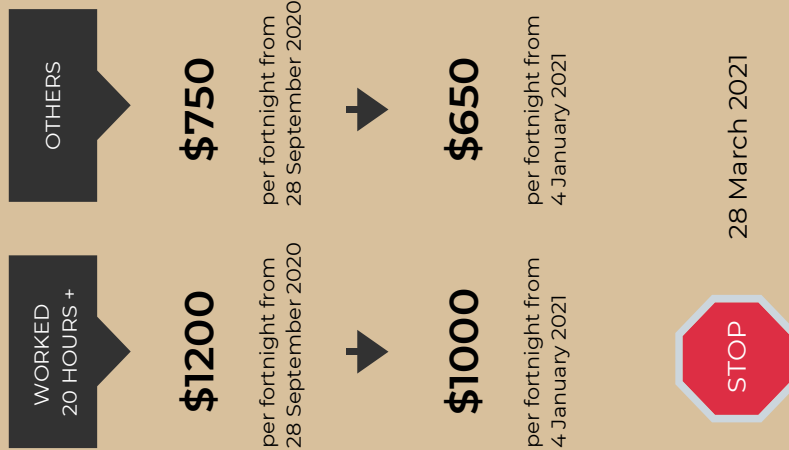 WORKED
20 HOURS +
$1200
per fortnight from
28 September 2020
$1000
per fortnight from
4 January 2021
OTHERS
$750
per fortnight from
28 September 2020
$650
per fortnight from
4 January 2021
STOP
28 March 2021